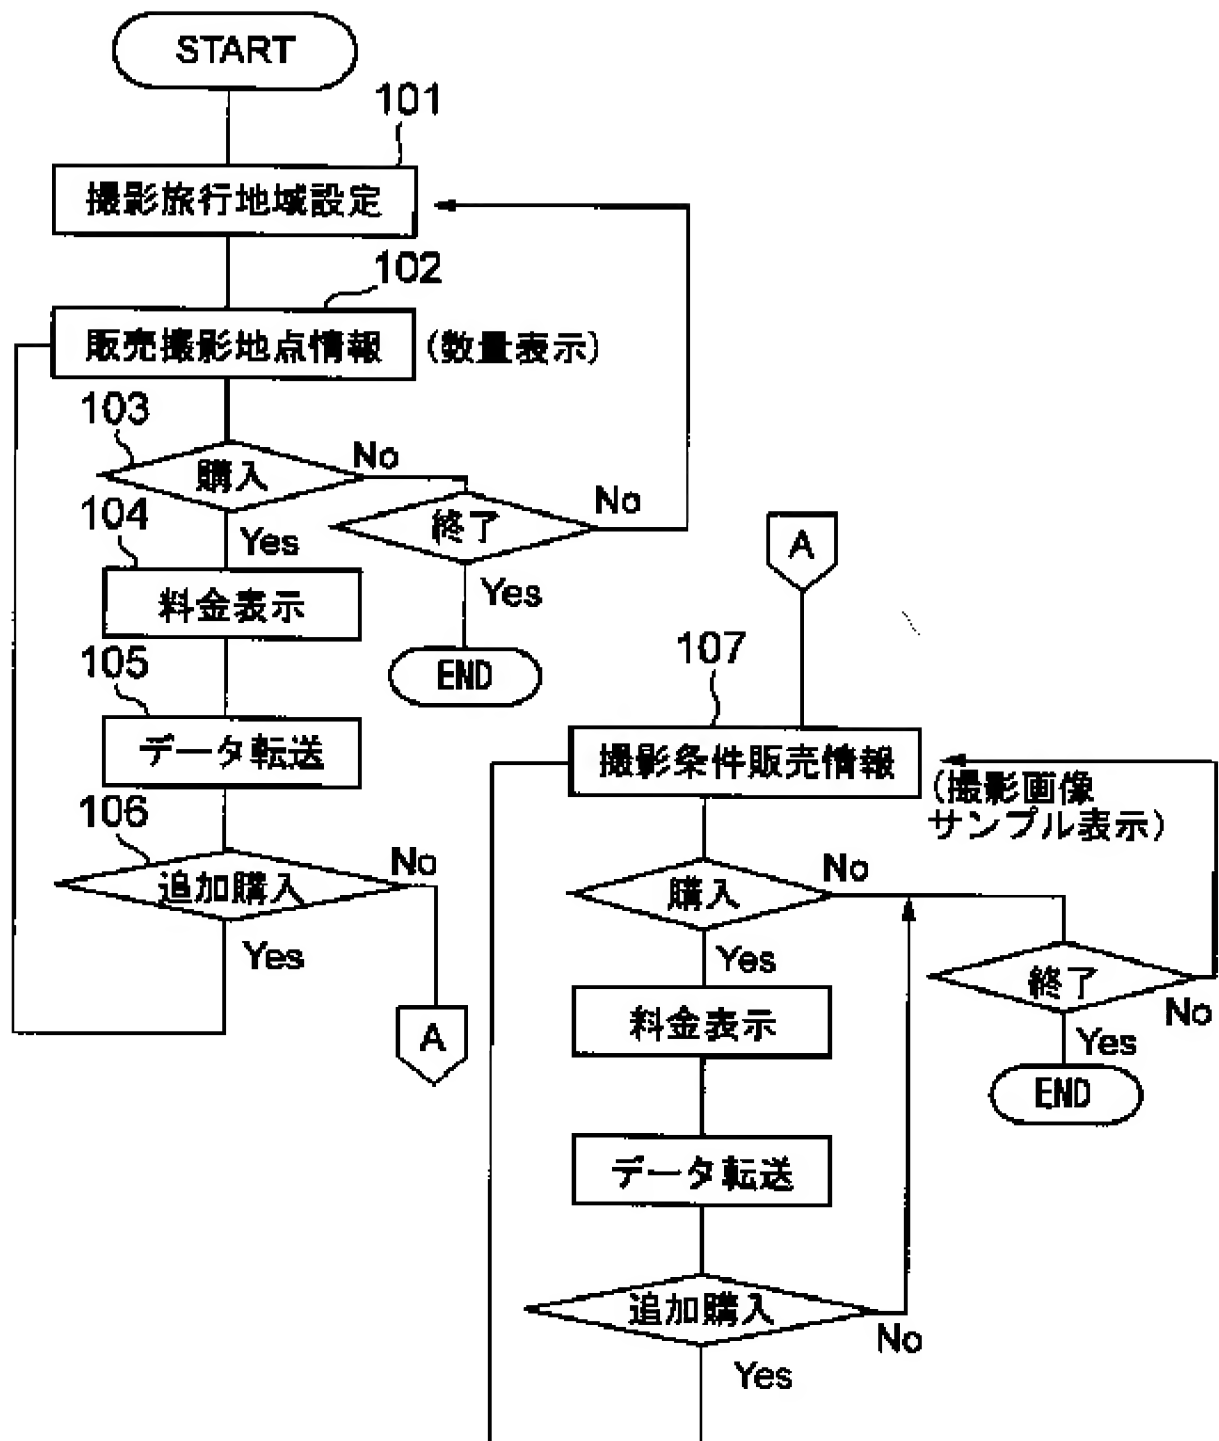 START
101
撮影旅行地域設定
102
販売撮影地点情報 (数量表示)
103
購入
No
終了
No
104
Yes
Yes
料金表示
END
105
データ転送
106
追加購入
No
Yes
A
A
107
撮影条件販売情報
(撮影画像
サンプル表示)
購入
No
Yes
終了
No
Yes
END
料金表示
データ転送
追加購入
No
Yes